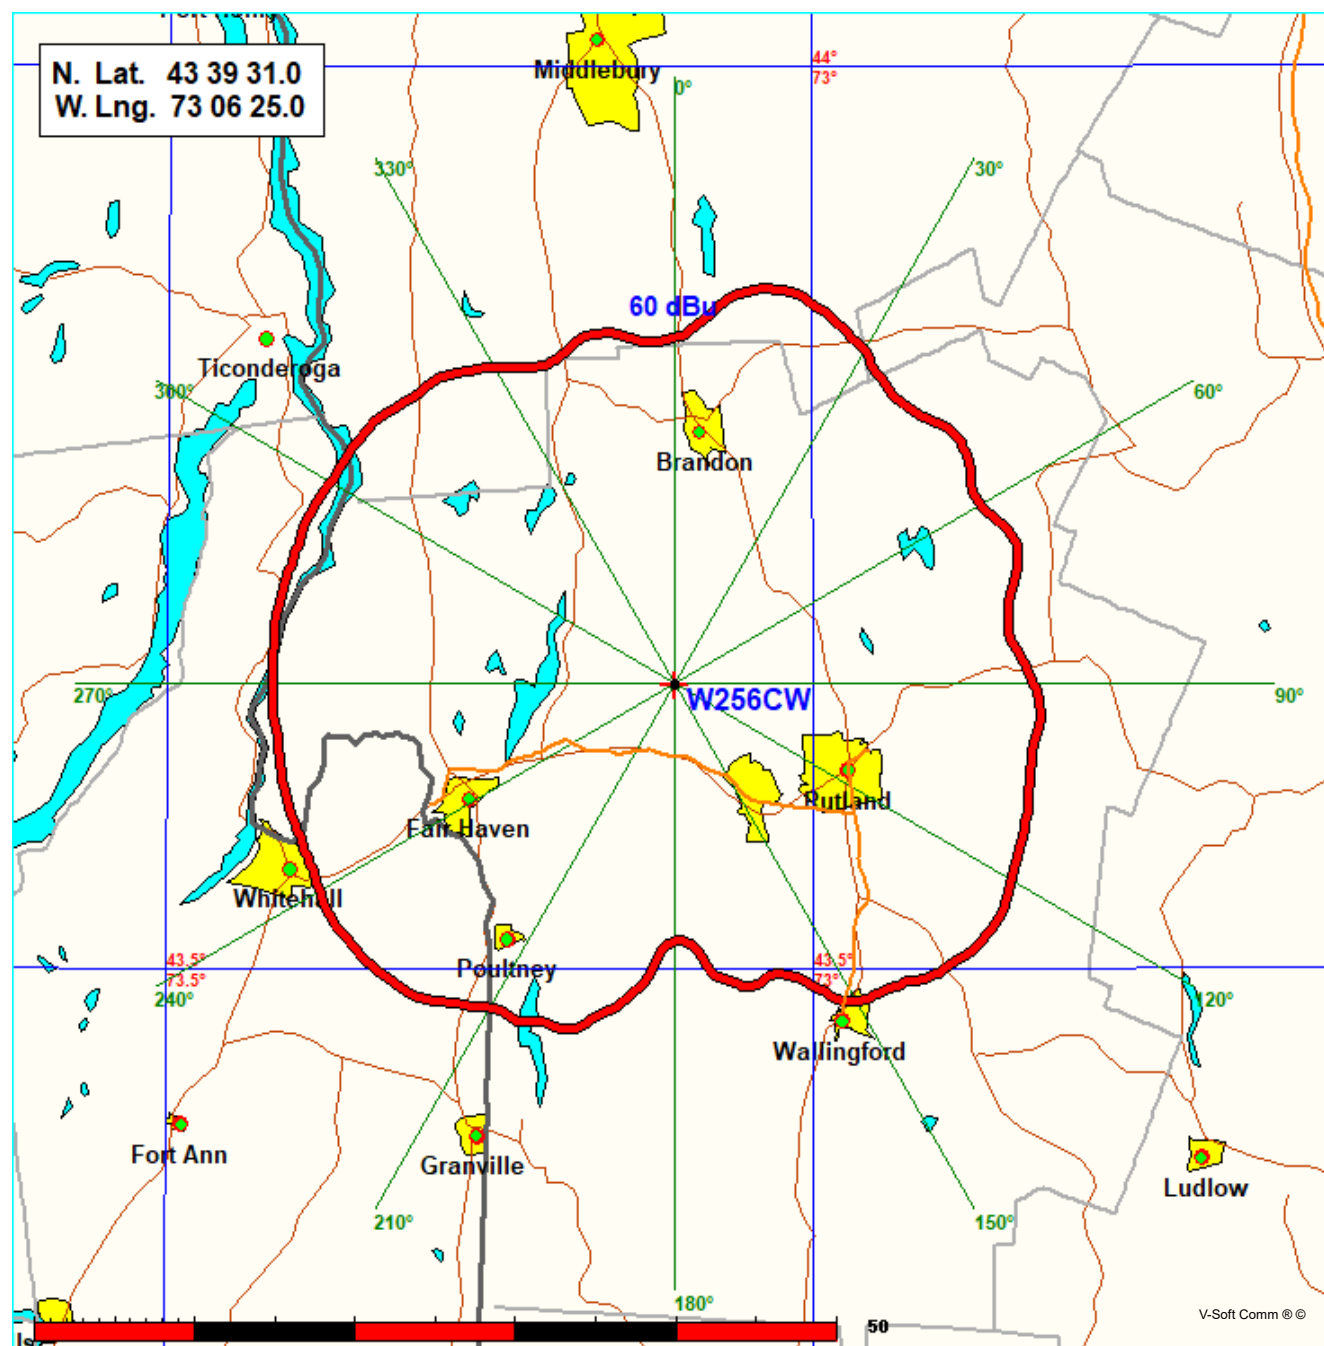 N. Lat. 43 39 31.0
W. Lng. 73 06 25.0
Middlebury
44°
73°
0°
330°
30°
60 dBu
Ticonderoga
300°
60°
Brandon
270°
W256CW
90°
Rutland
Fair Haven
Whitehall
43.5°
73.5°
240°
Poultney
43.5°
73°
120°
Wallingford
Fort Ann
Granville
Ludlow
210°
150°
180°
50
V-Soft Comm ® ©